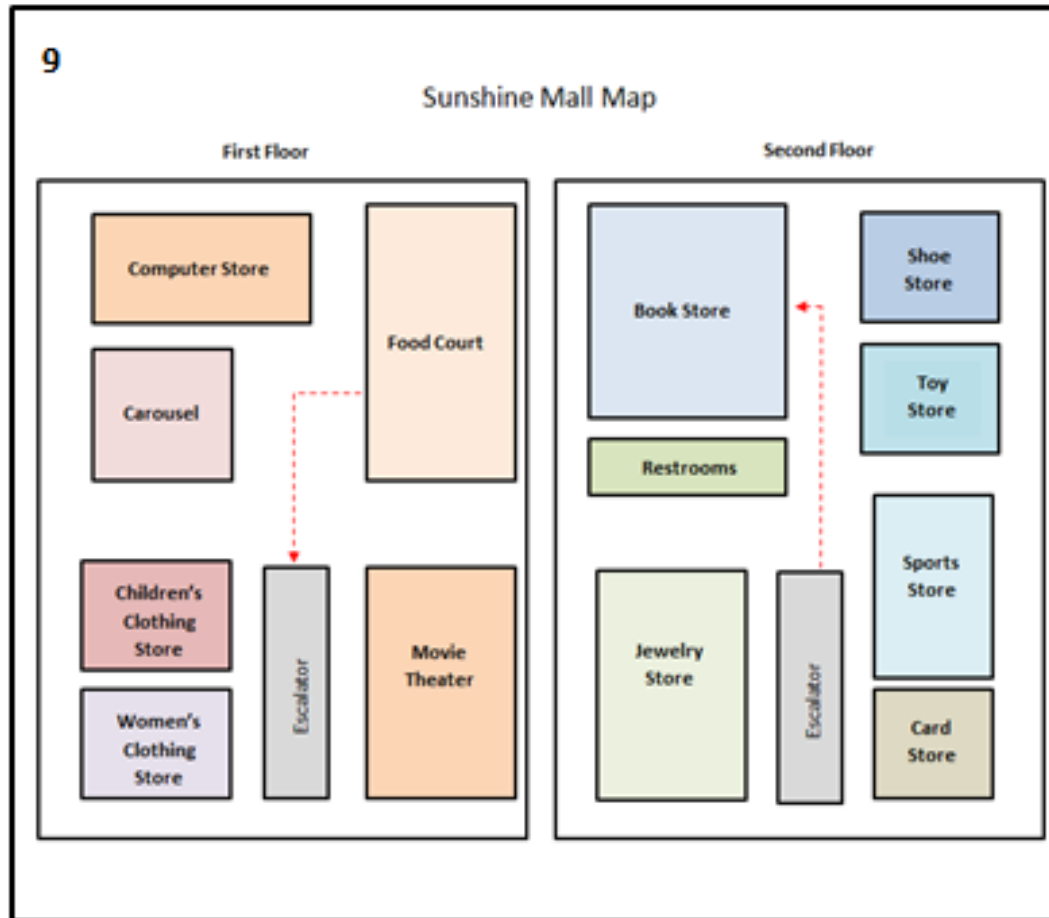 9
Sunshine Mall Map
First Floor
Second Floor
Computer Store
Food Court
Carousel
Children's
Clothing
Store
Women's
Clothing
Store
Escalator
Movie
Theater
Book Store
Shoe
Store
Toy
Store
Restrooms
Sports
Store
Jewelry
Store
Escalator
Card
Store